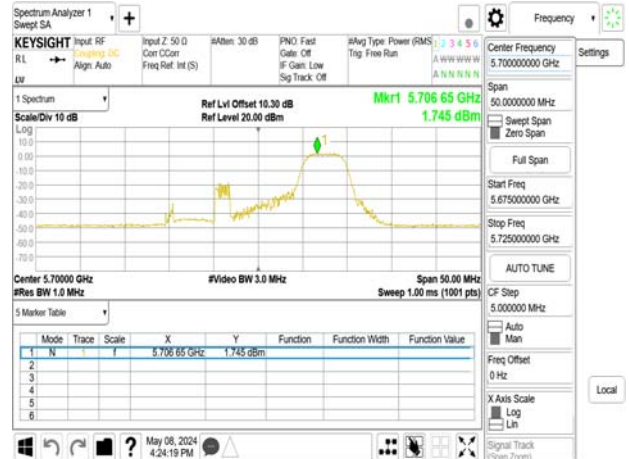 Spectrum Analyzer 1
Swept SA
+
Frequency
Settings
KEYSIGHT Input: RF Input Z: 50 Ω #Atten: 30 dB PNO: Fast #Avg Type: Power (RMS 1 2 3 4 5 6
RL Coupling: DC Corr CCorr Gate: Off Trig: Free Run A W W W W W
Align: Auto Freq Ref: Int (S) IF Gain: Low
LU Sig Track: Off A N N N N N
1 Spectrum Ref Lvl Offset 10.30 dB Mkr1 5.706 65 GHz
Scale/Div 10 dB Ref Level 20.00 dBm 1.745 dBm
Log
10.0
0.00
-10.0
-20.0
-30.0
-40.0
-50.0
-60.0
-70.0
1
Center 5.70000 GHz #Video BW 3.0 MHz Span 50.00 MHz
#Res BW 1.0 MHz Sweep 1.00 ms (1001 pts)
5 Marker Table
Mode Trace Scale X Y Function Function Width Function Value
1 N 1 f 5.706 65 GHz 1.745 dBm
2
3
4
5
6
May 08, 2024
4:24:19 PM
?
Center Frequency
5.700000000 GHz
Span
50.0000000 MHz
Swept Span
Zero Span
Full Span
Start Freq
5.675000000 GHz
Stop Freq
5.725000000 GHz
AUTO TUNE
CF Step
5.000000 MHz
Auto
Man
Freq Offset
0 Hz
X Axis Scale
Log
Lin
Signal Track
(Span Zoom)
Local